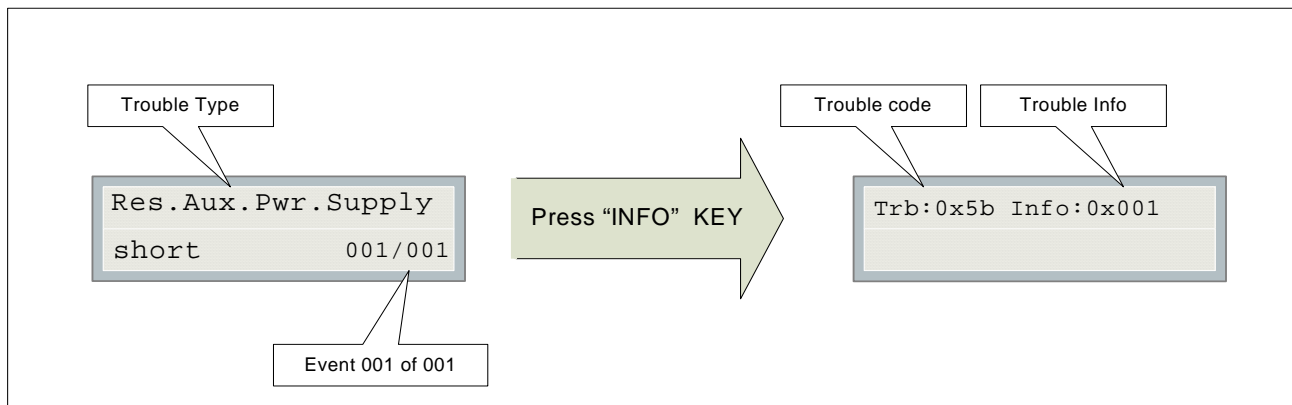 Trouble Type
Res.Aux.Pwr.Supply
short 001/001
Event 001 of 001
Press “INFO” KEY
Trouble code
Trouble Info
Trb:0x5b Info:0x001